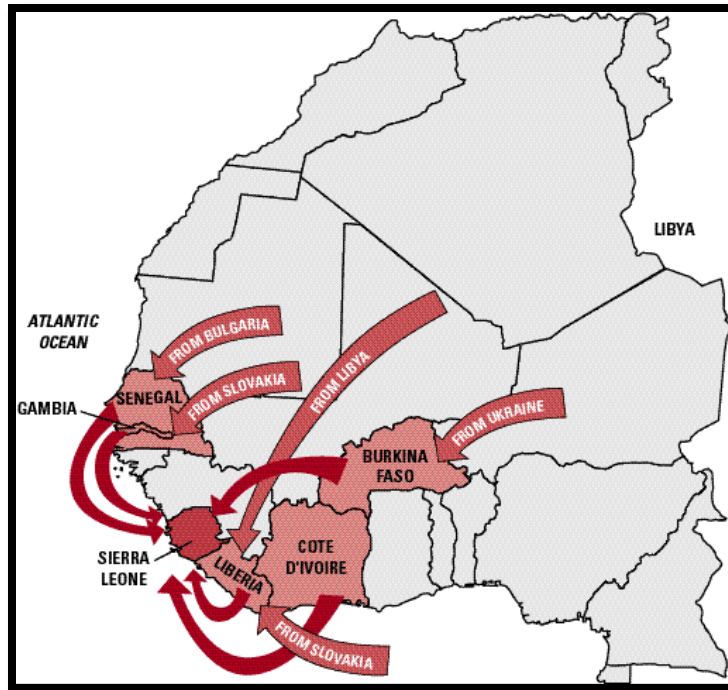 LIBYA
ATLANTIC
OCEAN
FROM BULGARIA
SENEGAL
FROM SLOVAKIA
GAMBIA
FROM LIBYA
FROM UKRAINE
BURKINA
FASO
SIERRA
LEONE
LIBERIA
COTE
D'IVOIRE
FROM SLOVAKIA